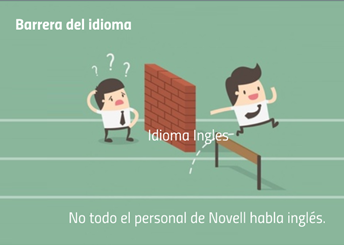 Barrera del idioma
? ? ?
Idioma Ingles
No todo el personal de Novell habla inglés.